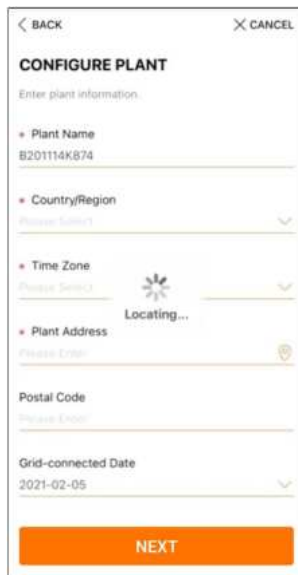 < BACK
X CANCEL
CONFIGURE PLANT
Enter plant information.
* Plant Name
B201114K874
* Country/Region
Please Select
* Time Zone
Please Select
Locating...
* Plant Address
Please Enter
Postal Code
Please Enter
Grid-connected Date
2021-02-05
NEXT